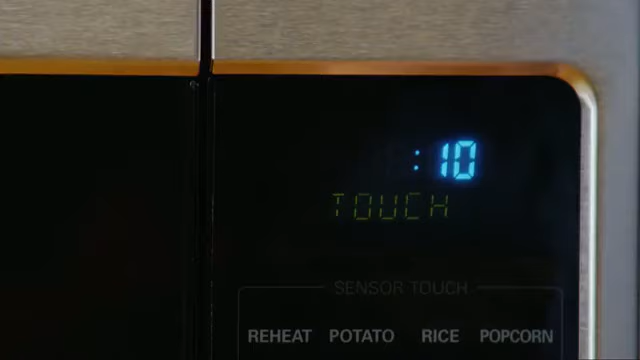 :10
TOUCH
SENSOR TOUCH
REHEAT POTATO RICE POPCORN